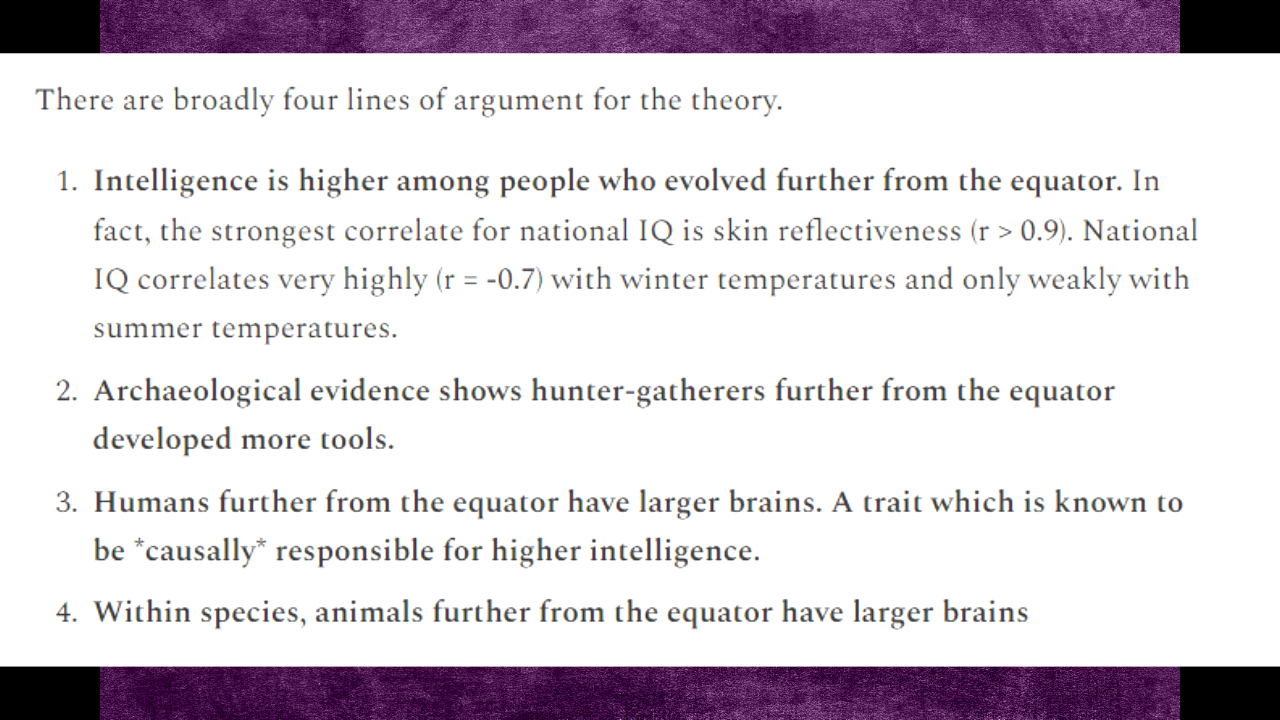 There are broadly four lines of argument for the theory.
1. Intelligence is higher among people who evolved further from the equator. In
fact, the strongest correlate for national IQ is skin reflectiveness (r > 0.9). National
IQ correlates very highly (r = -0.7) with winter temperatures and only weakly with
summer temperatures.
2. Archaeological evidence shows hunter-gatherers further from the equator
developed more tools.
3. Humans further from the equator have larger brains. A trait which is known to
be *causally* responsible for higher intelligence.
4. Within species, animals further from the equator have larger brains